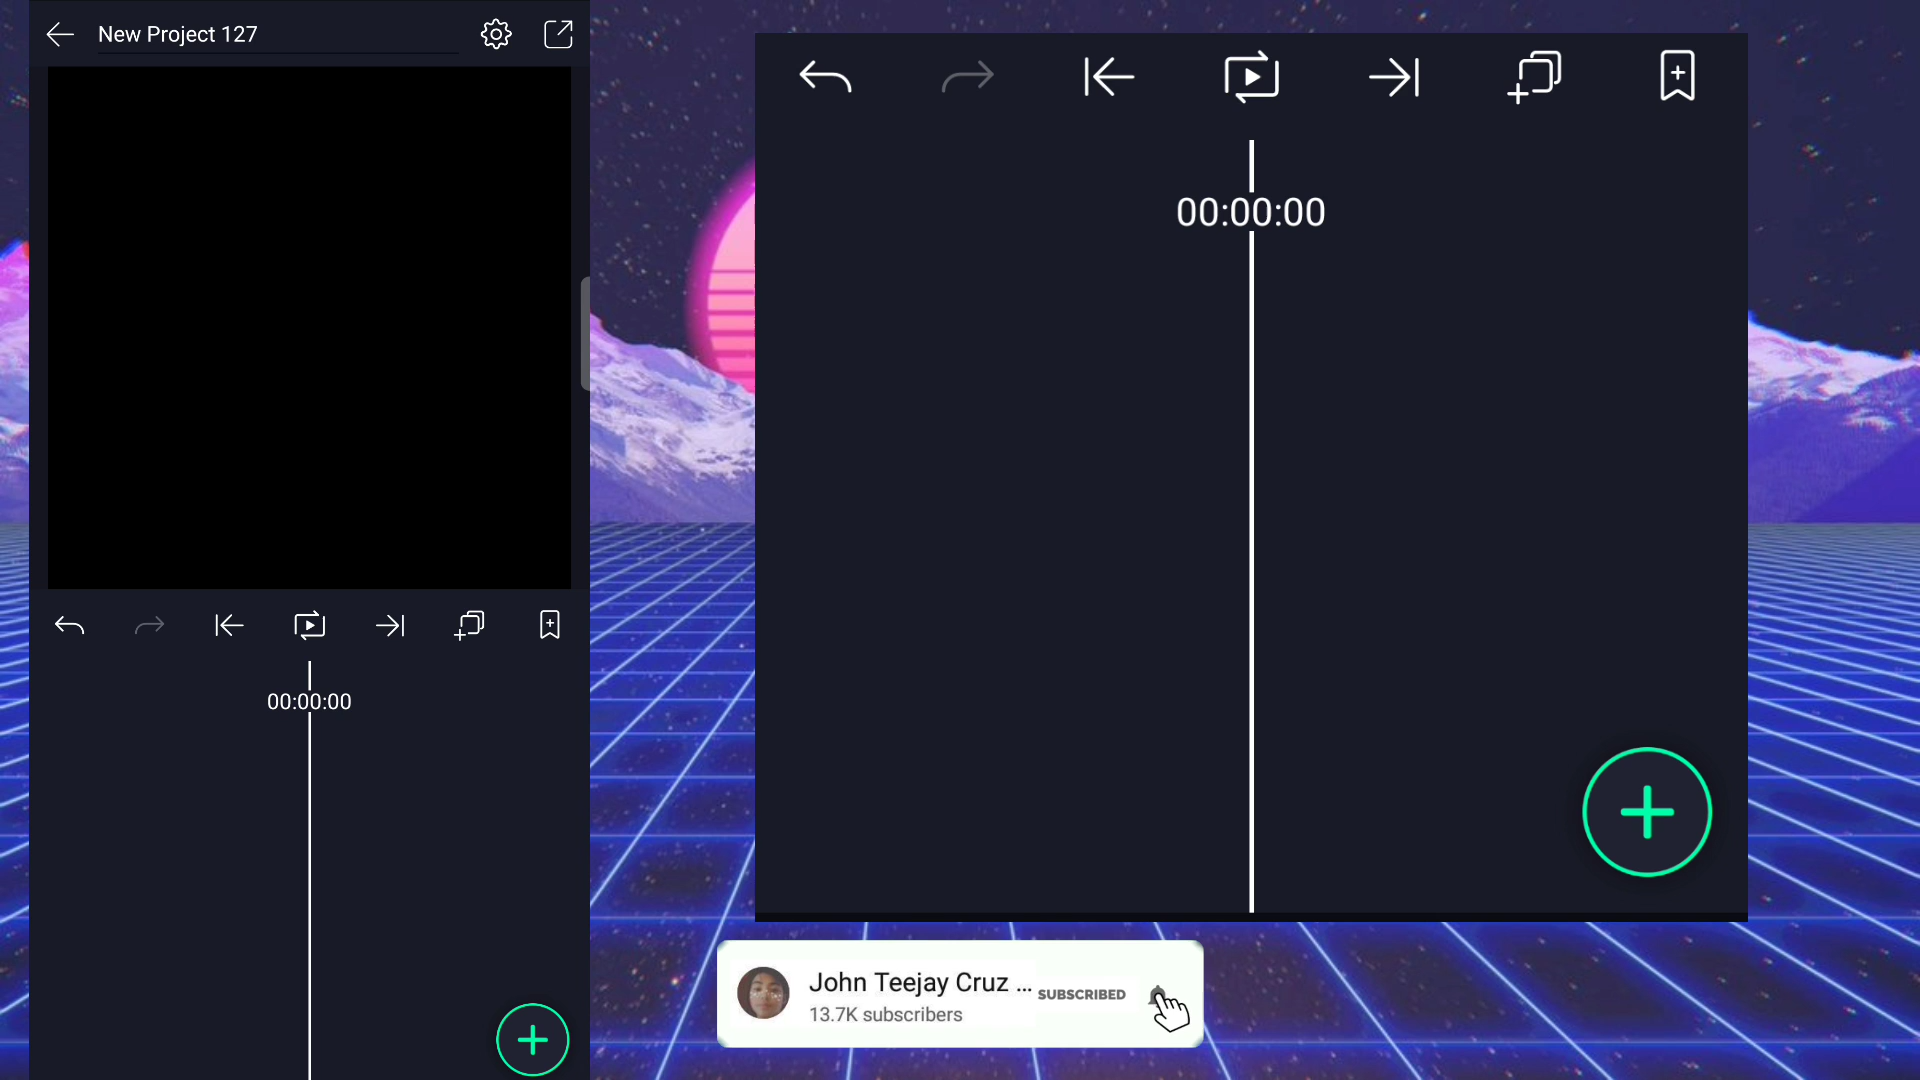 New Project 127
00:00:00
00:00:00
John Teejay Cruz ...
13.7K subscribers
SUBSCRIBED